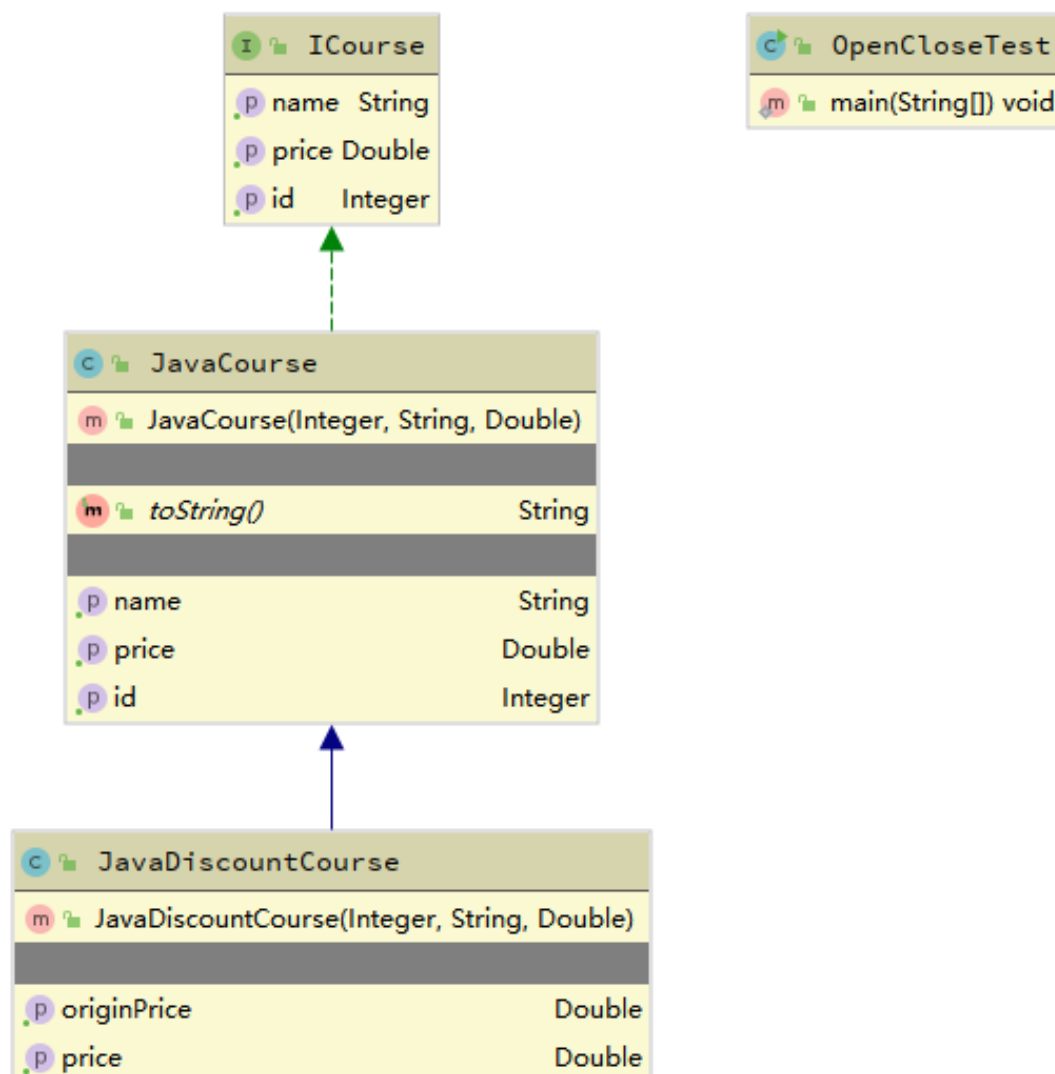 ICourse
name String
price Double
id Integer
OpenCloseTest
main(String[]) void
JavaCourse
JavaCourse(Integer, String, Double)
toString() String
name String
price Double
id Integer
JavaDiscountCourse
JavaDiscountCourse(Integer, String, Double)
originPrice Double
price Double